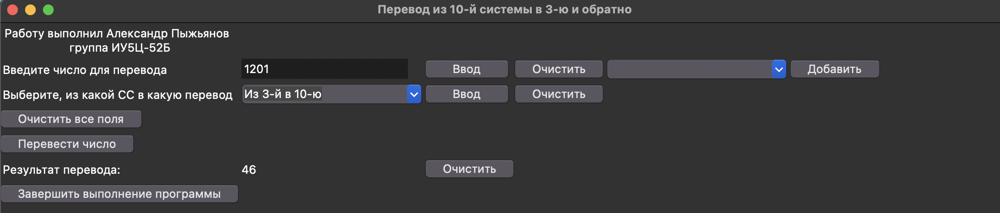 Перевод из 10-й системы в 3-ю и обратно
Работу выполнил Александр Пыжьянов
группа ИУ5Ц-52Б
Введите число для перевода 1201 Ввод Очистить Добавить
Выберите, из какой СС в какую перевод Из 3-й в 10-ю Ввод Очистить
Очистить все поля
Перевести число
Результат перевода: 46 Очистить
Завершить выполнение программы